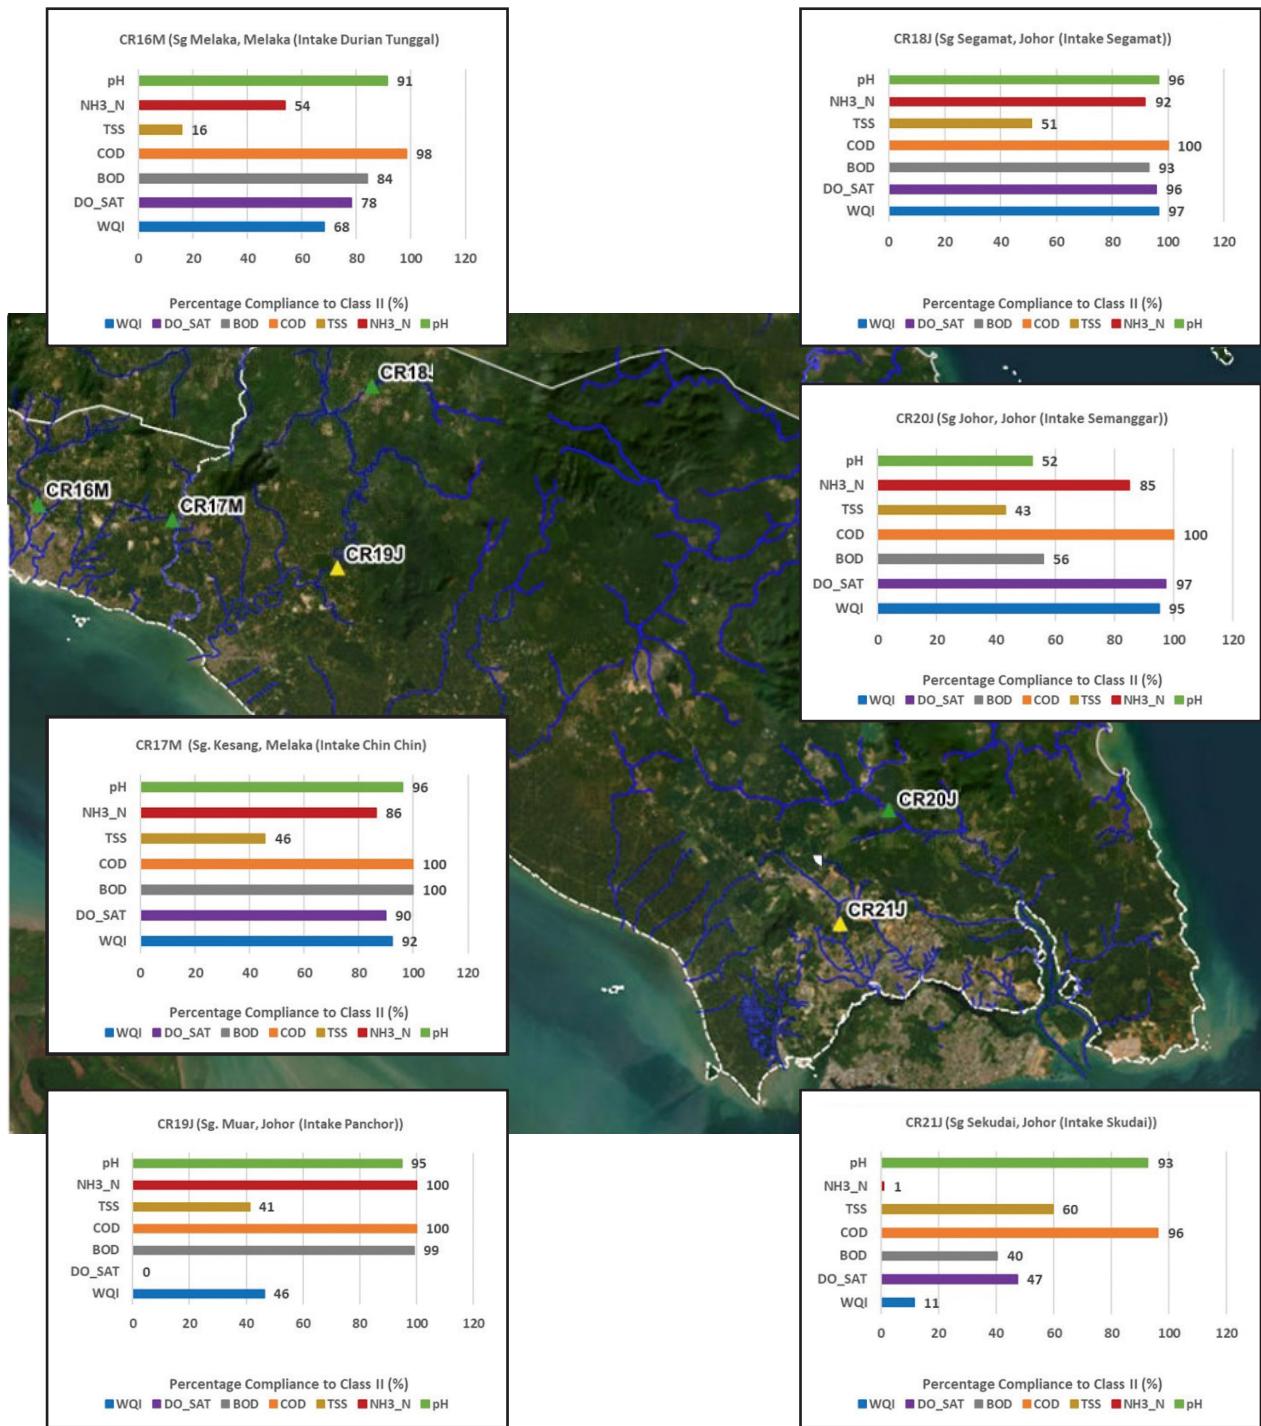 CR16M (Sg Melaka, Melaka (Intake Durian Tunggal)
pH 91
NH3_N 54
TSS 16
COD 98
BOD 84
DO_SAT 78
WQI 68
0 20 40 60 80 100 120
Percentage Compliance to Class II (%)
WQI DO_SAT BOD COD TSS NH3_N pH
CR18J (Sg Segamat, Johor (Intake Segamat))
pH 96
NH3_N 92
TSS 51
COD 100
BOD 93
DO_SAT 96
WQI 97
0 20 40 60 80 100 120
Percentage Compliance to Class II (%)
WQI DO_SAT BOD COD TSS NH3_N pH
CR18J
CR16M
CR17M
CR19J
CR20J (Sg Johor, Johor (Intake Semanggar))
pH 52
NH3_N 85
TSS 43
COD 100
BOD 56
DO_SAT 97
WQI 95
0 20 40 60 80 100 120
Percentage Compliance to Class II (%)
WQI DO_SAT BOD COD TSS NH3_N pH
CR17M (Sg. Kesang, Melaka (Intake Chin Chin)
pH 96
NH3_N 86
TSS 46
COD 100
BOD 100
DO_SAT 90
WQI 92
0 20 40 60 80 100 120
Percentage Compliance to Class II (%)
WQI DO_SAT BOD COD TSS NH3_N pH
CR20J
CR21J
CR19J (Sg. Muar, Johor (Intake Panchor))
pH 95
NH3_N 100
TSS 41
COD 100
BOD 99
DO_SAT 0
WQI 46
0 20 40 60 80 100 120
Percentage Compliance to Class II (%)
WQI DO_SAT BOD COD TSS NH3_N pH
CR21J (Sg Sekudai, Johor (Intake Skudai))
pH 93
NH3_N 1
TSS 60
COD 96
BOD 40
DO_SAT 47
WQI 11
0 20 40 60 80 100 120
Percentage Compliance to Class II (%)
WQI DO_SAT BOD COD TSS NH3_N pH